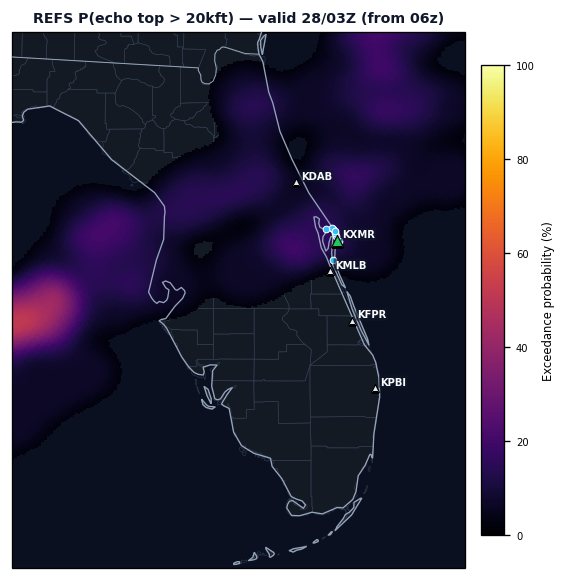 REFS P(echo top > 20kft) — valid 28/03Z (from 06z)
KDAB
KXMR
KMLB
KFPR
KPBI
100
80
60
40
20
0
Exceedance probability (%)